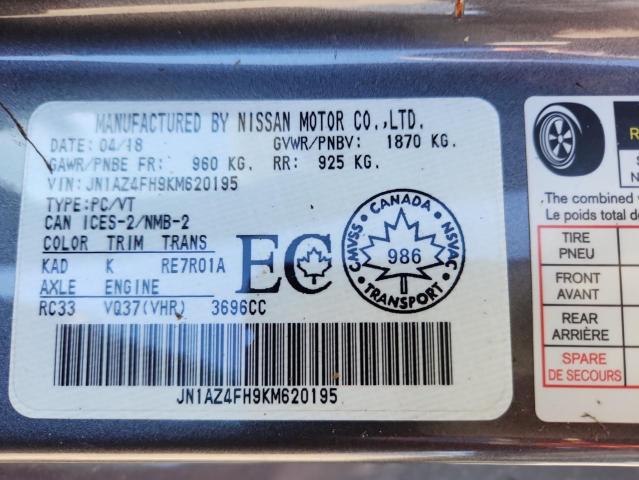 MANUFACTURED BY NISSAN MOTOR CO.,LTD.
DATE: 04/18 GVWR/PNBV: 1870 KG.
GAWR/PNBE FR: 960 KG. RR: 925 KG.
VIN: JN1AZ4FH9KM620195
TYPE:PC/VT
CAN ICES-2/NMB-2
COLOR TRIM TRANS
KAD K RE7R01A
AXLE ENGINE
RC33 VQ37(VHR) 3696CC
EC
CANADA
CMVSS NSVAC
986
TRANSPORT
JN1AZ4FH9KM620195
The combined
Le poids total
TIRE
PNEU
FRONT
AVANT
REAR
ARRIÈRE
SPARE
DE SECOURS